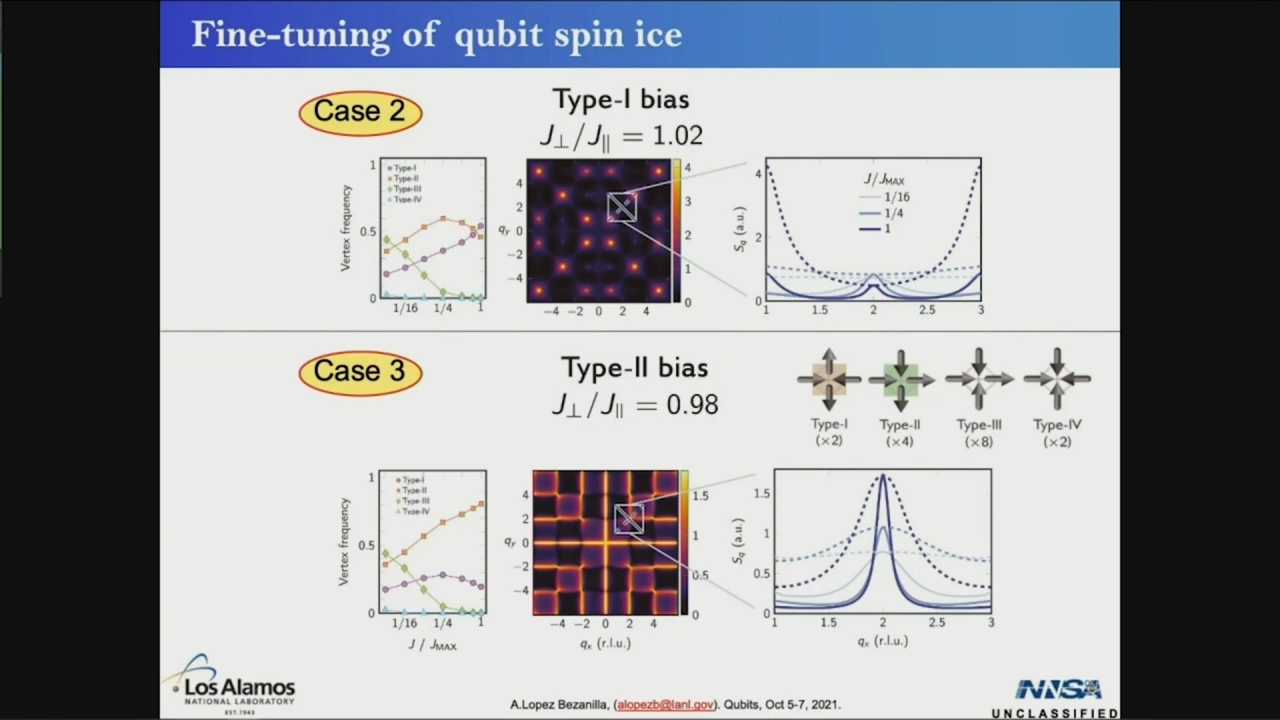 Fine-tuning of qubit spin ice
Case 2
Type-I bias
J⊥/J∥ = 1.02
Vertex frequency
1
0.5
0
Type-I
Type-II
Type-III
Type-IV
1/16 1/4 1
qy
4
2
0
−2
−4
−4 −2 0 2 4
4
3
2
1
0
Sq (a.u.)
4
2
0
J/JMAX
1/16
1/4
1
1 1.5 2 2.5 3
Case 3
Type-II bias
J⊥/J∥ = 0.98
Type-I Type-II Type-III Type-IV
(×2) (×4) (×8) (×2)
Vertex frequency
1
0.5
0
Type-I
Type-II
Type-III
Type-IV
1/16 1/4 1
J / JMAX
qy
4
2
0
−2
−4
−4 −2 0 2 4
qx (r.l.u.)
1.5
1
0.5
0
Sq (a.u.)
1.5
1
0.5
0
1 1.5 2 2.5 3
qx (r.l.u.)
Los Alamos
NATIONAL LABORATORY
EST. 1943
A.Lopez Bezanilla, (alopezb@lanl.gov). Qubits, Oct 5-7, 2021.
NNSA
UNCLASSIFIED